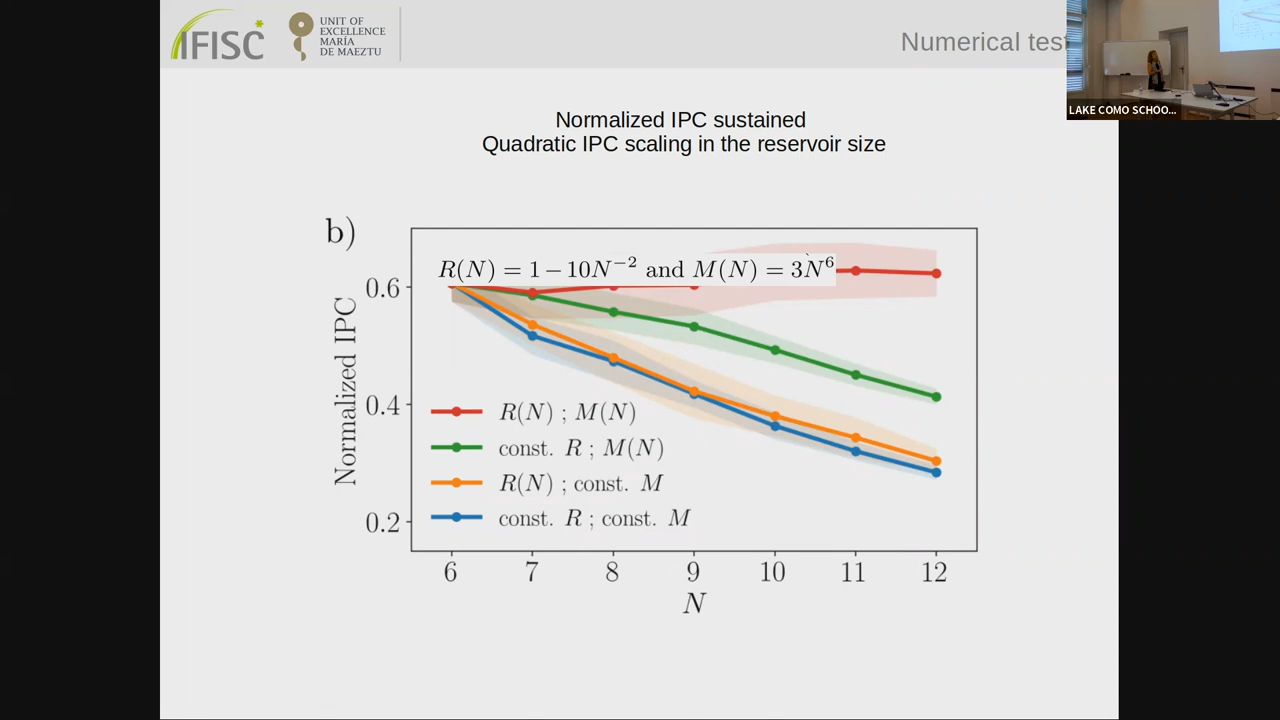 IFISC
UNIT OF
EXCELLENCE
MARÍA
DE MAEZTU
Numerical tes
LAKE COMO SCHOO...
Normalized IPC sustained
Quadratic IPC scaling in the reservoir size
b)
R(N) = 1 − 10N⁻² and M(N) = 3N⁶
Normalized IPC
0.6
0.4
0.2
R(N) ; M(N)
const. R ; M(N)
R(N) ; const. M
const. R ; const. M
6 7 8 9 10 11 12
N